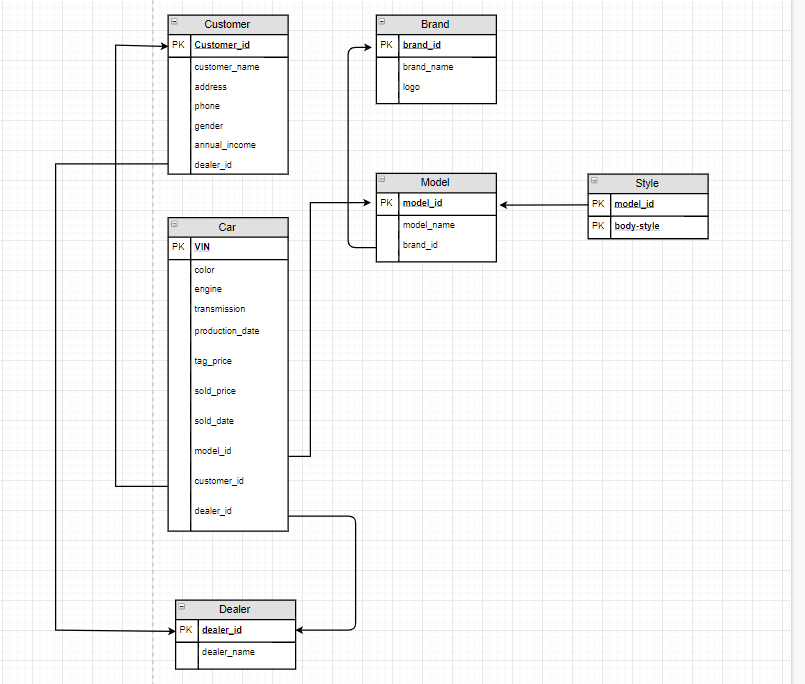 Customer
PK Customer_id
customer_name
address
phone
gender
annual_income
dealer_id
Brand
PK brand_id
brand_name
logo
Model
PK model_id
model_name
brand_id
Style
PK model_id
PK body-style
Car
PK VIN
color
engine
transmission
production_date
tag_price
sold_price
sold_date
model_id
customer_id
dealer_id
Dealer
PK dealer_id
dealer_name